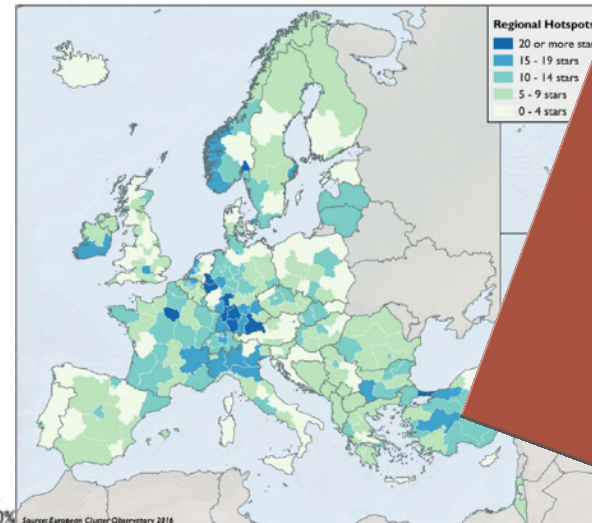 Regional Hotspots
20 or more
15 - 19 stars
10 - 14 stars
5 - 9 stars
0 - 4 stars
0%
Source: European Cluster Observatory 2016